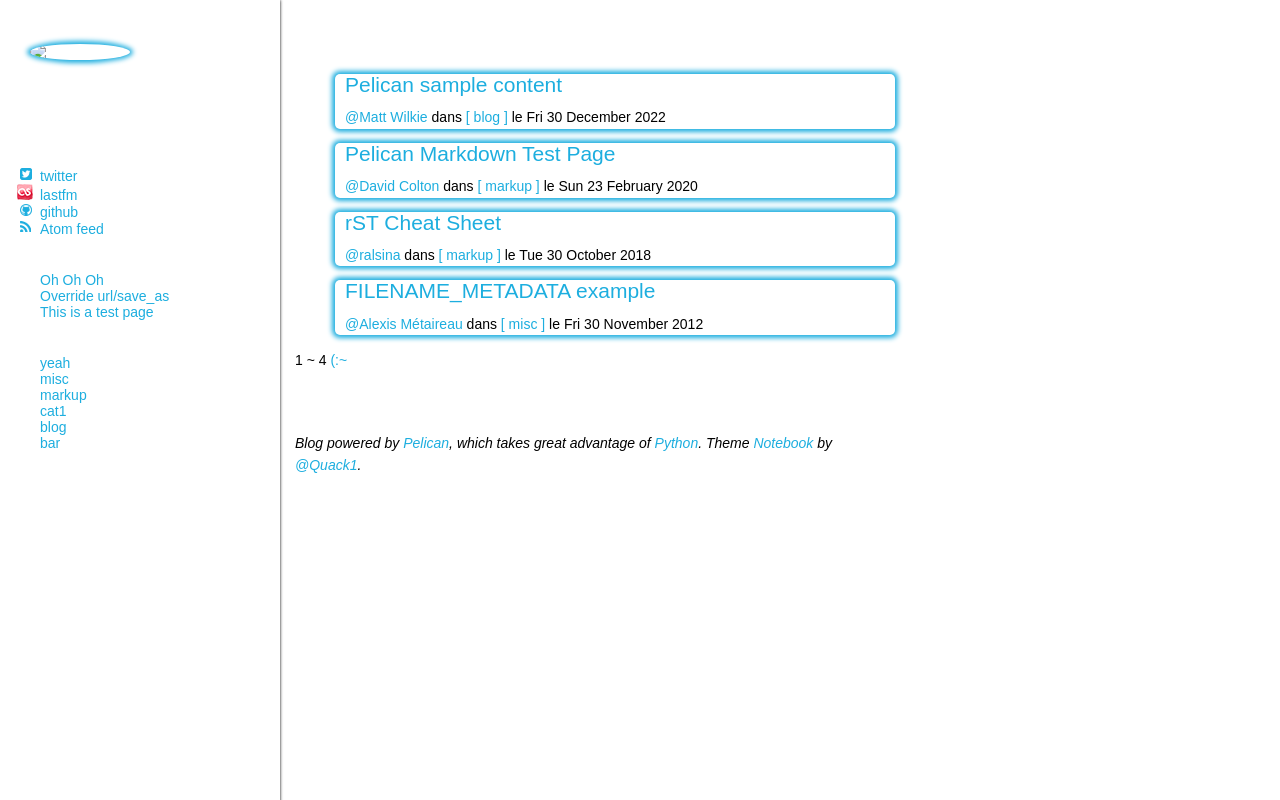 twitter
lastfm
github
Atom feed
Oh Oh Oh
Override url/save_as
This is a test page
yeah
misc
markup
cat1
blog
bar
Pelican sample content
@Matt Wilkie dans [ blog ] le Fri 30 December 2022
Pelican Markdown Test Page
@David Colton dans [ markup ] le Sun 23 February 2020
rST Cheat Sheet
@ralsina dans [ markup ] le Tue 30 October 2018
FILENAME_METADATA example
@Alexis Métaireau dans [ misc ] le Fri 30 November 2012
1 ~ 4 (:~
Blog powered by Pelican, which takes great advantage of Python. Theme Notebook by
@Quack1.